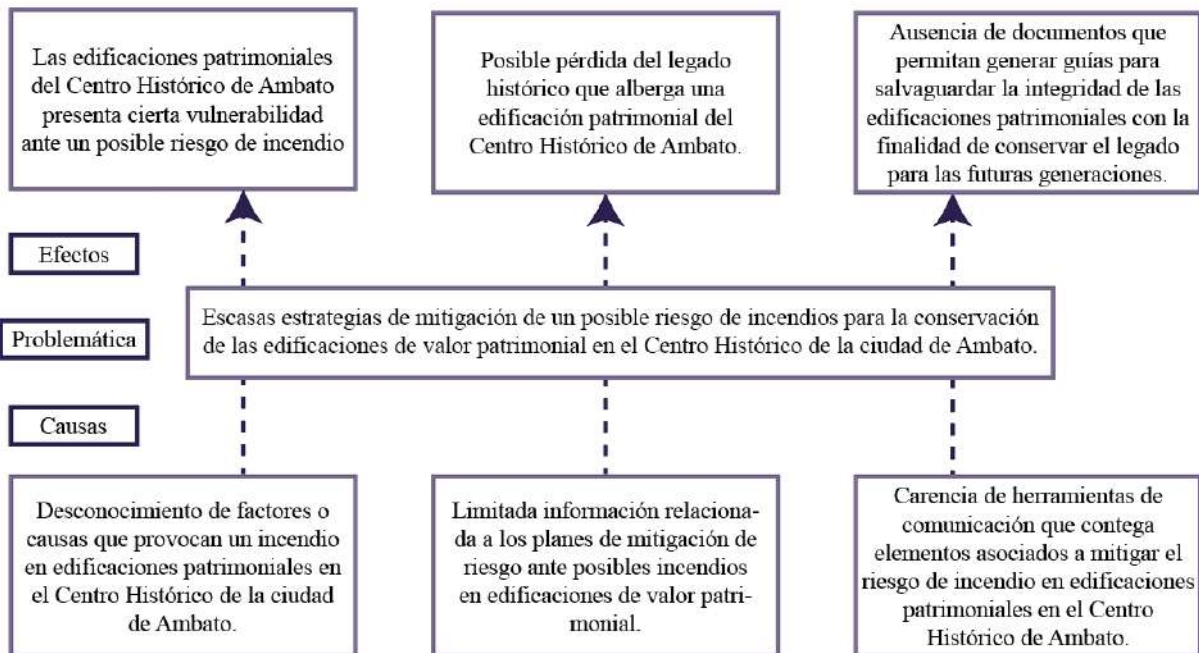 Las edificaciones patrimoniales
del Centro Histórico de Ambato
presenta cierta vulnerabilidad
ante un posible riesgo de incendio
Posible pérdida del legado
histórico que alberga una
edificación patrimonial del
Centro Histórico de Ambato.
Ausencia de documentos que
permitan generar guías para
salvaguardar la integridad de las
edificaciones patrimoniales con la
finalidad de conservar el legado
para las futuras generaciones.
Efectos
Problemática
Escasas estrategias de mitigación de un posible riesgo de incendios para la conservación
de las edificaciones de valor patrimonial en el Centro Histórico de la ciudad de Ambato.
Causas
Desconocimiento de factores o
causas que provocan un incendio
en edificaciones patrimoniales en
el Centro Histórico de la ciudad
de Ambato.
Limitada información relaciona-
da a los planes de mitigación de
riesgo ante posibles incendios
en edificaciones de valor patri-
monial.
Carencia de herramientas de
comunicación que contega
elementos asociados a mitigar el
riesgo de incendio en edificaciones
patrimoniales en el Centro
Histórico de Ambato.